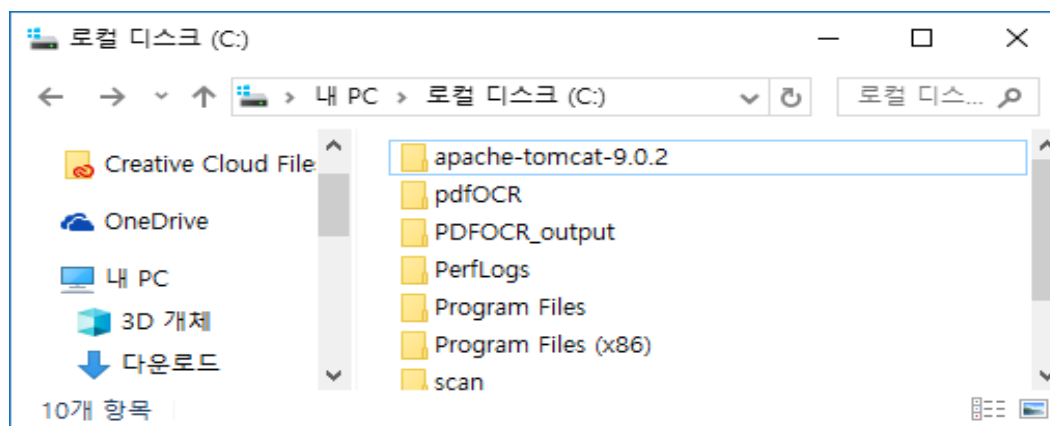 로컬 디스크 (C:)
내 PC › 로컬 디스크 (C:) 로컬 디스...
Creative Cloud File
OneDrive
내 PC
3D 개체
다운로드
apache-tomcat-9.0.2
pdfOCR
PDFOCR_output
PerfLogs
Program Files
Program Files (x86)
scan
10개 항목